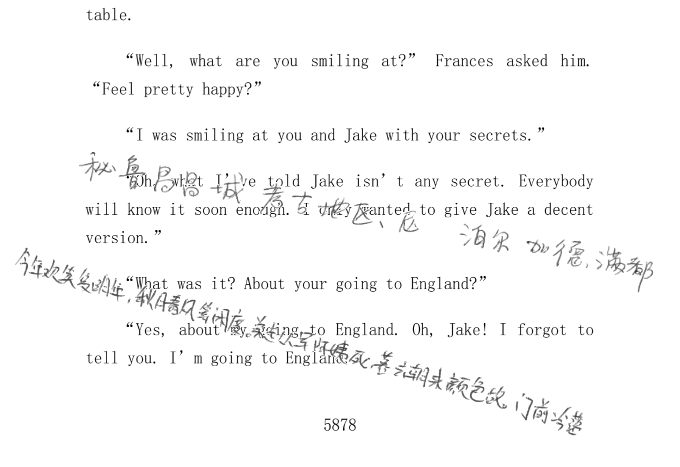 table.
“Well, what are you smiling at?” Frances asked him.
“Feel pretty happy?”
“I was smiling at you and Jake with your secrets.”
秘鲁昌昌城考古地区、尼泊尔加德满都
“Oh, what I’ve told Jake isn’t any secret. Everybody
will know it soon enough. I only wanted to give Jake a decent
version.”
今年欢笑复明年,秋月春风等闲度。弟走从军阿姨死,暮去朝来颜色故。门前冷落
“What was it? About your going to England?”
“Yes, about my going to England. Oh, Jake! I forgot to
tell you. I’m going to England.”
5878